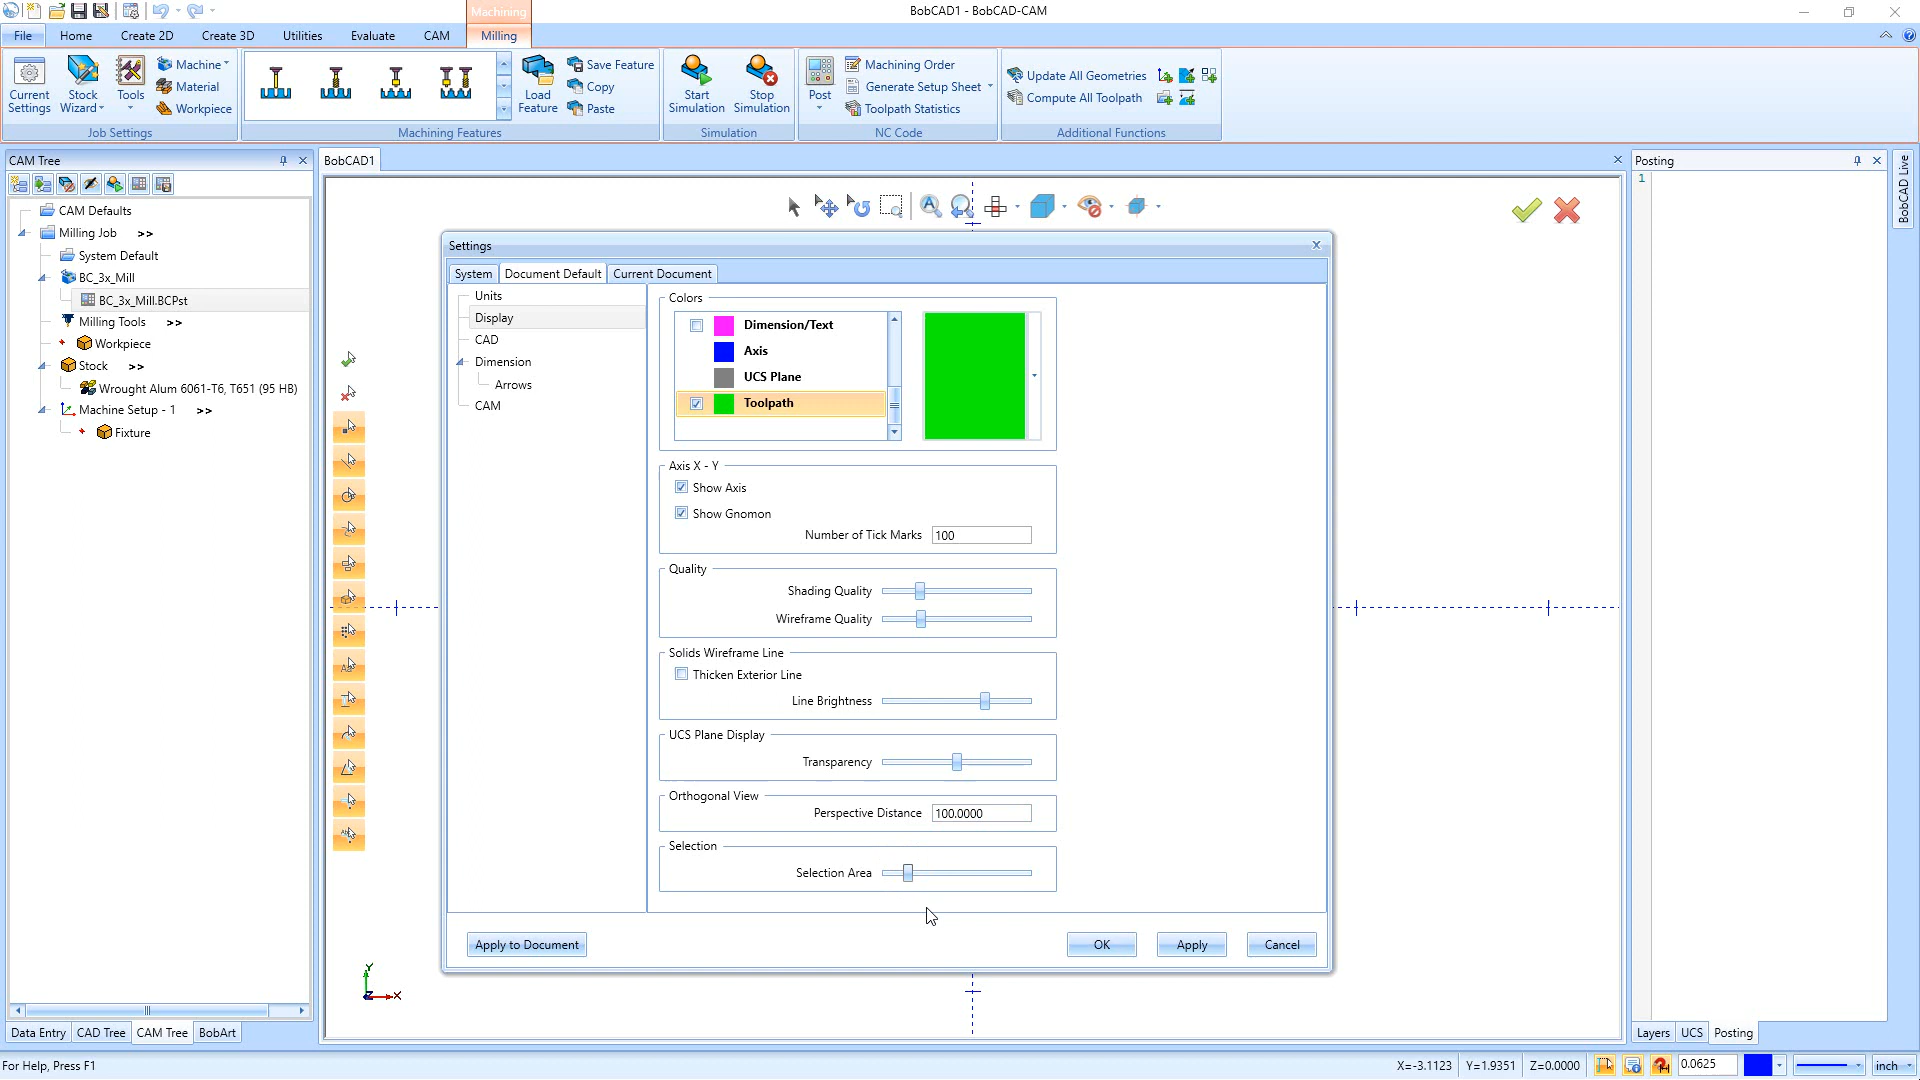 BobCAD1 - BobCAD-CAM
Machining
File Home Create 2D Create 3D Utilities Evaluate CAM Milling
Current Settings
Stock Wizard
Tools
Machine
Material
Workpiece
Job Settings
Load Feature
Save Feature
Copy
Paste
Machining Features
Start Simulation
Stop Simulation
Simulation
Post
Machining Order
Generate Setup Sheet
Toolpath Statistics
NC Code
Update All Geometries
Compute All Toolpath
Additional Functions
CAM Tree
CAM Defaults
Milling Job >>
System Default
BC_3x_Mill
BC_3x_Mill.BCPst
Milling Tools >>
Workpiece
Stock >>
Wrought Alum 6061-T6, T651 (95 HB)
Machine Setup - 1 >>
Fixture
Data Entry CAD Tree CAM Tree BobArt
BobCAD1
Settings
System Document Default Current Document
Units
Display
CAD
Dimension
Arrows
CAM
Colors
Dimension/Text
Axis
UCS Plane
Toolpath
Axis X - Y
Show Axis
Show Gnomon
Number of Tick Marks 100
Quality
Shading Quality
Wireframe Quality
Solids Wireframe Line
Thicken Exterior Line
Line Brightness
UCS Plane Display
Transparency
Orthogonal View
Perspective Distance 100.0000
Selection
Selection Area
Apply to Document OK Apply Cancel
Y
Z X
Posting
1
BobCAD Live
Layers UCS Posting
For Help, Press F1
X=-3.1123 Y=1.9351 Z=0.0000 0.0625 inch